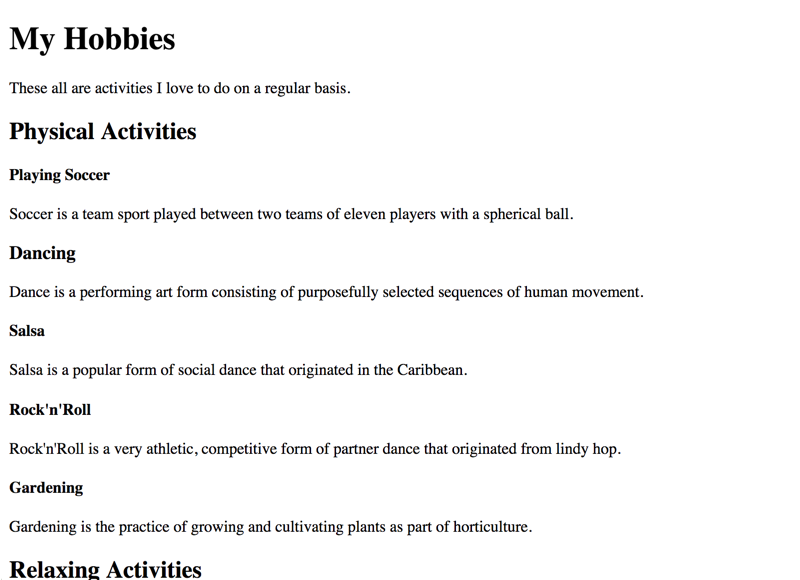 My Hobbies
These all are activities I love to do on a regular basis.
Physical Activities
Playing Soccer
Soccer is a team sport played between two teams of eleven players with a spherical ball.
Dancing
Dance is a performing art form consisting of purposefully selected sequences of human movement.
Salsa
Salsa is a popular form of social dance that originated in the Caribbean.
Rock'n'Roll
Rock'n'Roll is a very athletic, competitive form of partner dance that originated from lindy hop.
Gardening
Gardening is the practice of growing and cultivating plants as part of horticulture.
Relaxing Activities